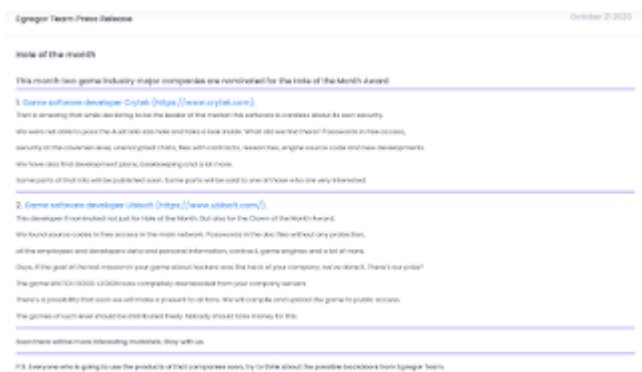 Egregor Team Press Release
October 21 2020
Hole of the month
This month two game industry major companies are nominated for the Hole of the Month Award
1. Game software developer Crytek (https://www.crytek.com).
That is amazing that while declaring to be the leader of the market this software is careless about its own security.
We were not able to pass the Australia size hole and take a look inside. What did we find there? Passwords in free access,
security at the cavemen level, unencrypted chats, files with contracts, researches, engine source code and new developments.
We have also find development plans, bookkeeping and a lot more.
Some parts of that info will be published soon. Some parts will be sold to one of those who are very interested.
2. Game software developer Ubisoft (https://www.ubisoft.com/).
This developer if nominated not just for Hole of the Month. But also for the Clown of the Month Award.
We found source codes in free access in the main network. Passwords in the doc files without any protection,
all the employees and developers data and personal information, contract, game engines and a lot of more.
Guys, if the goal of the last mission in your game about hackers was the hack of your company, we've done it. There's our prize?
The game WATCH DOGS: LEGION was completely downloaded from your company servers.
There's a possibility that soon we will make a present to all fans. We will compile and upload the game to public access.
The games of such level should be distributed freely. Nobody should take money for this.
Soon there will be more interesting materials. Stay with us.
P.S. Everyone who is going to use the products of that companies soon, try to think about the possible backdoors from Egregor Team.